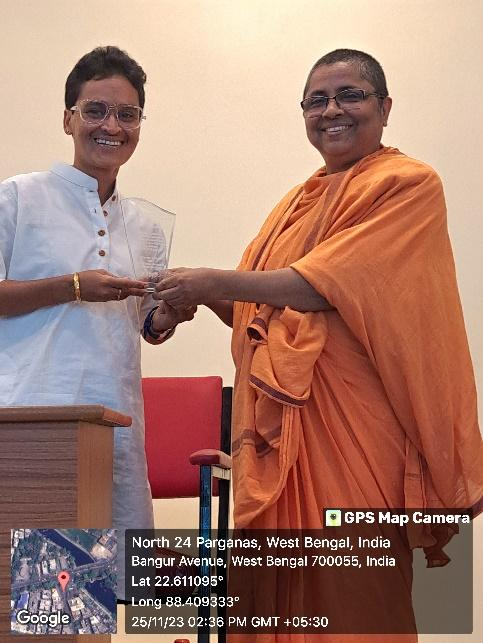 GPS Map Camera
North 24 Parganas, West Bengal, India
Bangur Avenue, West Bengal 700055, India
Lat 22.611095°
Long 88.409333°
25/11/23 02:36 PM GMT +05:30
Google